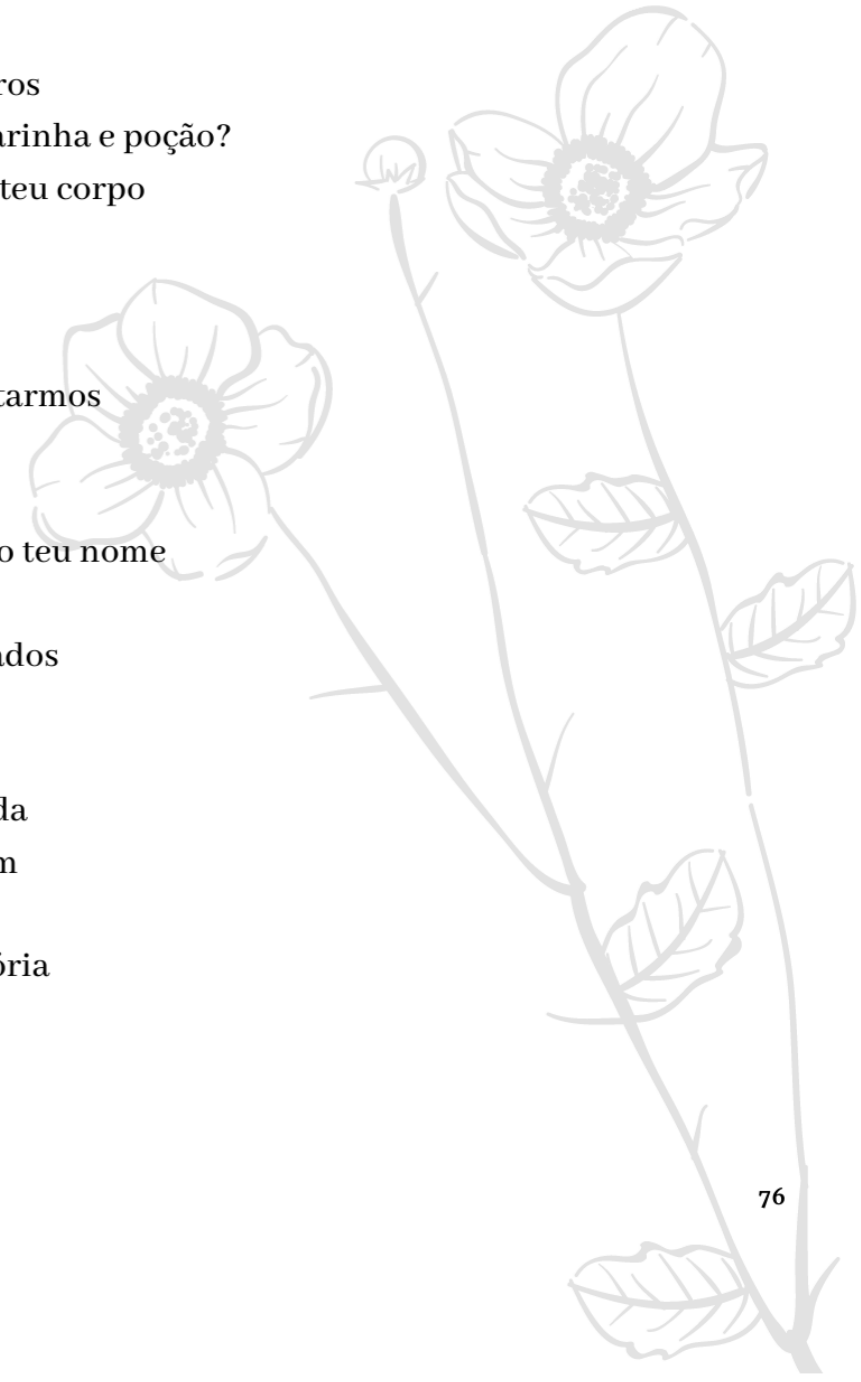 ros
arinha e poção?
teu corpo
tarmos
o teu nome
ados
da
m
ória
76